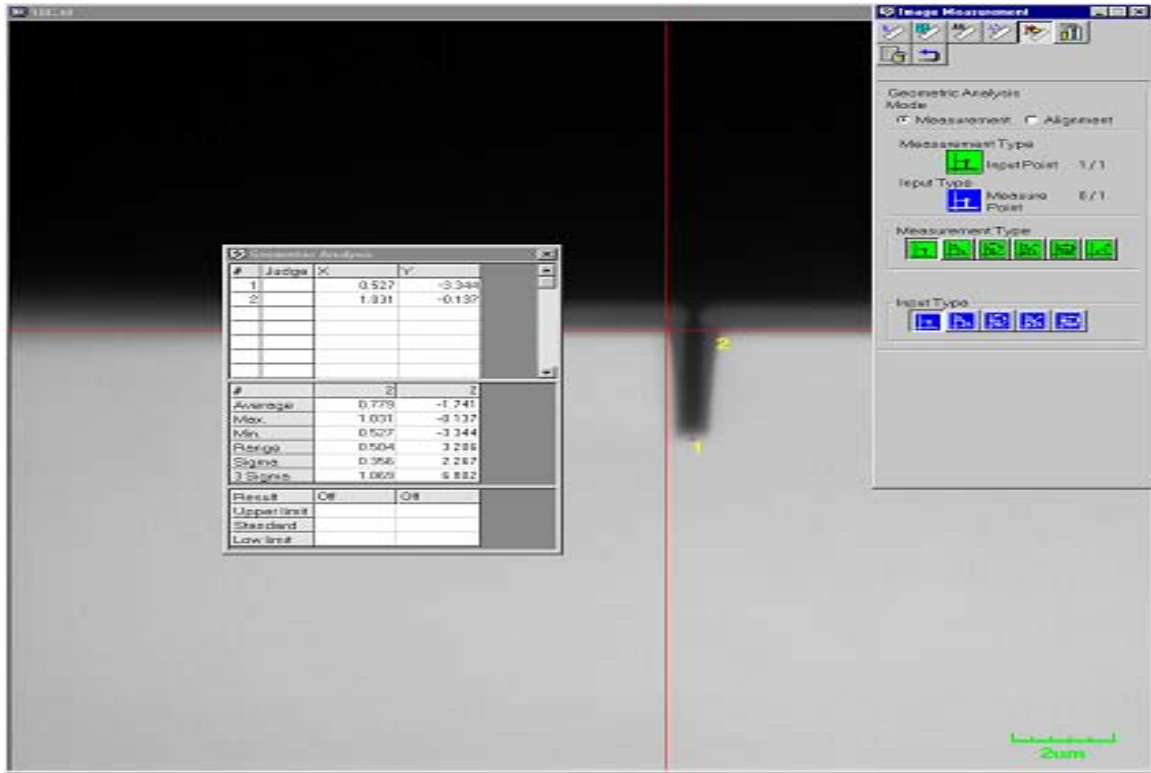 Image Measurement
Geometric Analysis
Mode
Measurement Alignment
Measurement Type
Input Point 1/1
Input Type
Measure 0/1
Point
Measurement Type
Input Type
Geometric Analysis
# Judge X Y
1 0.527 -3.344
2 1.031 -0.137
# 2 2
Average 0.779 -1.741
Max. 1.031 -0.137
Min. 0.527 -3.344
Range 0.504 3.206
Sigma 0.356 2.267
3 Sigma 1.069 6.802
Result Off Off
Upper limit
Standard
Low limit
2
1
2um